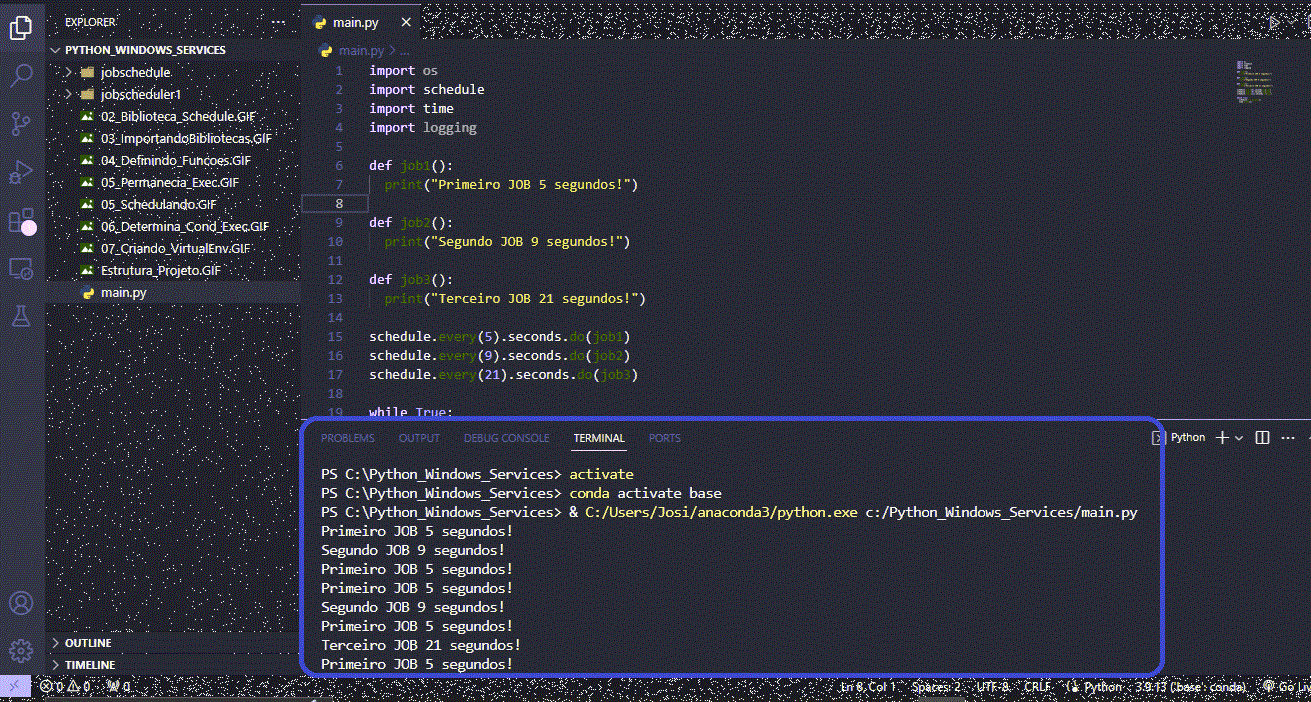 EXPLORER
PYTHON_WINDOWS_SERVICES
jobschedule
jobscheduler1
02_Biblioteca_Schedule.GIF
03_ImportandoBibliotecas.GIF
04_Definindo_Funcoes.GIF
05_Permanecia_Exec.GIF
05_Schedulando.GIF
06_Determina_Cond_Exec.GIF
07_Criando_VirtualEnv.GIF
Estrutura_Projeto.GIF
main.py
OUTLINE
TIMELINE
main.py
main.py > ...
1 import os
2 import schedule
3 import time
4 import logging
5
6 def job1():
7 print("Primeiro JOB 5 segundos!")
8
9 def job2():
10 print("Segundo JOB 9 segundos!")
11
12 def job3():
13 print("Terceiro JOB 21 segundos!")
14
15 schedule.every(5).seconds.do(job1)
16 schedule.every(9).seconds.do(job2)
17 schedule.every(21).seconds.do(job3)
18
19 while True:
PROBLEMS OUTPUT DEBUG CONSOLE TERMINAL PORTS Python
PS C:\Python_Windows_Services> activate
PS C:\Python_Windows_Services> conda activate base
PS C:\Python_Windows_Services> & C:/Users/Josi/anaconda3/python.exe c:/Python_Windows_Services/main.py
Primeiro JOB 5 segundos!
Segundo JOB 9 segundos!
Primeiro JOB 5 segundos!
Primeiro JOB 5 segundos!
Segundo JOB 9 segundos!
Primeiro JOB 5 segundos!
Terceiro JOB 21 segundos!
Primeiro JOB 5 segundos!
0 0 0 Ln 8, Col 1 Spaces: 2 UTF-8 CRLF Python 3.9.13 ('base': conda) Go